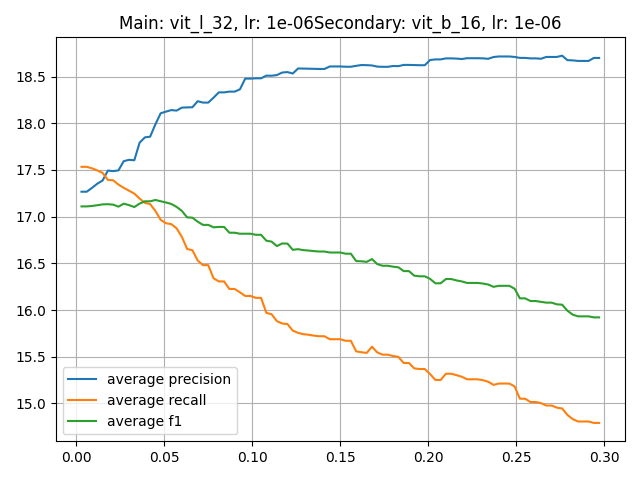 Main: vit_l_32, lr: 1e-06Secondary: vit_b_16, lr: 1e-06
18.5
18.0
17.5
17.0
16.5
16.0
15.5
15.0
average precision
average recall
average f1
0.00 0.05 0.10 0.15 0.20 0.25 0.30